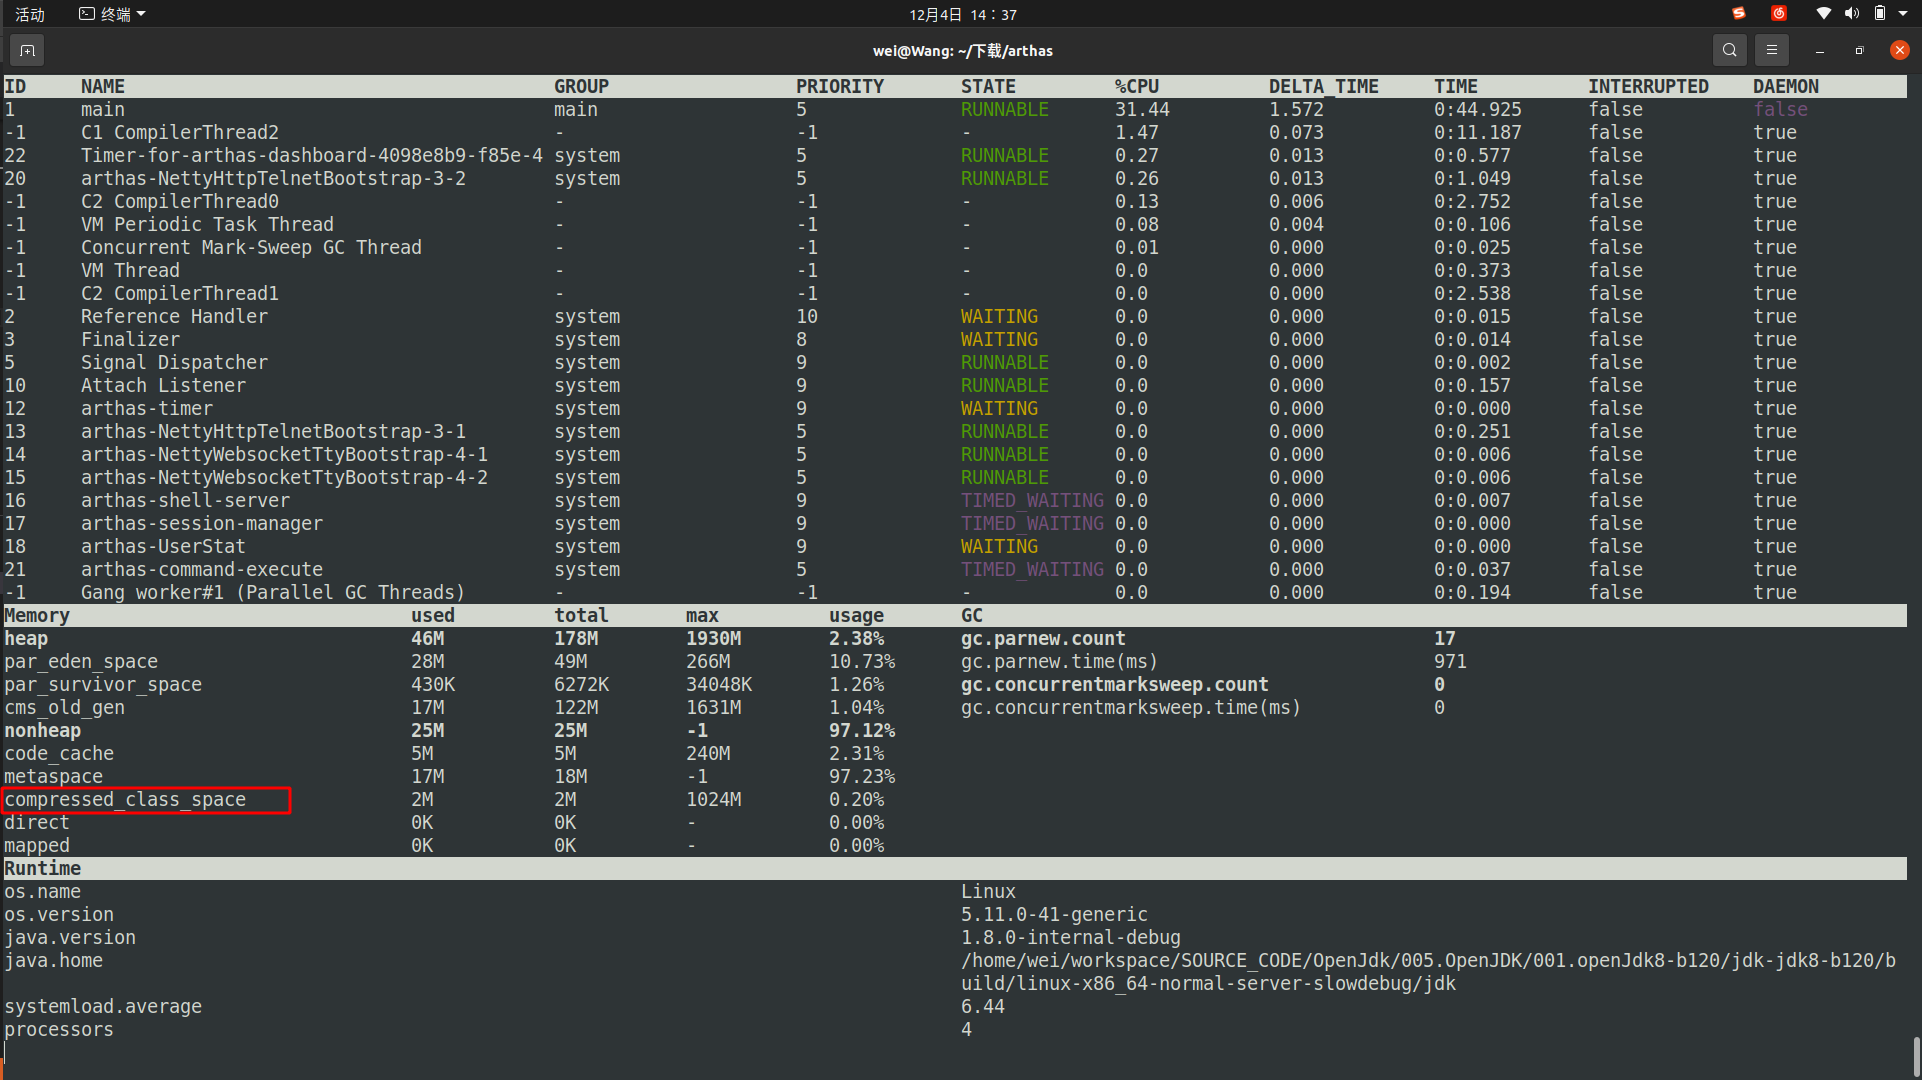 活动 终端 12月4日 14：37
wei@Wang: ~/下载/arthas
ID NAME GROUP PRIORITY STATE %CPU DELTA_TIME TIME INTERRUPTED DAEMON
1 main main 5 RUNNABLE 31.44 1.572 0:44.925 false false
-1 C1 CompilerThread2 - -1 - 1.47 0.073 0:11.187 false true
22 Timer-for-arthas-dashboard-4098e8b9-f85e-4 system 5 RUNNABLE 0.27 0.013 0:0.577 false true
20 arthas-NettyHttpTelnetBootstrap-3-2 system 5 RUNNABLE 0.26 0.013 0:1.049 false true
-1 C2 CompilerThread0 - -1 - 0.13 0.006 0:2.752 false true
-1 VM Periodic Task Thread - -1 - 0.08 0.004 0:0.106 false true
-1 Concurrent Mark-Sweep GC Thread - -1 - 0.01 0.000 0:0.025 false true
-1 VM Thread - -1 - 0.0 0.000 0:0.373 false true
-1 C2 CompilerThread1 - -1 - 0.0 0.000 0:2.538 false true
2 Reference Handler system 10 WAITING 0.0 0.000 0:0.015 false true
3 Finalizer system 8 WAITING 0.0 0.000 0:0.014 false true
5 Signal Dispatcher system 9 RUNNABLE 0.0 0.000 0:0.002 false true
10 Attach Listener system 9 RUNNABLE 0.0 0.000 0:0.157 false true
12 arthas-timer system 9 WAITING 0.0 0.000 0:0.000 false true
13 arthas-NettyHttpTelnetBootstrap-3-1 system 5 RUNNABLE 0.0 0.000 0:0.251 false true
14 arthas-NettyWebsocketTtyBootstrap-4-1 system 5 RUNNABLE 0.0 0.000 0:0.006 false true
15 arthas-NettyWebsocketTtyBootstrap-4-2 system 5 RUNNABLE 0.0 0.000 0:0.006 false true
16 arthas-shell-server system 9 TIMED_WAITING 0.0 0.000 0:0.007 false true
17 arthas-session-manager system 9 TIMED_WAITING 0.0 0.000 0:0.000 false true
18 arthas-UserStat system 9 WAITING 0.0 0.000 0:0.000 false true
21 arthas-command-execute system 5 TIMED_WAITING 0.0 0.000 0:0.037 false true
-1 Gang worker#1 (Parallel GC Threads) - -1 - 0.0 0.000 0:0.194 false true
Memory used total max usage GC
heap 46M 178M 1930M 2.38% gc.parnew.count 17
par_eden_space 28M 49M 266M 10.73% gc.parnew.time(ms) 971
par_survivor_space 430K 6272K 34048K 1.26% gc.concurrentmarksweep.count 0
cms_old_gen 17M 122M 1631M 1.04% gc.concurrentmarksweep.time(ms) 0
nonheap 25M 25M -1 97.12%
code_cache 5M 5M 240M 2.31%
metaspace 17M 18M -1 97.23%
compressed_class_space 2M 2M 1024M 0.20%
direct 0K 0K - 0.00%
mapped 0K 0K - 0.00%
Runtime
os.name Linux
os.version 5.11.0-41-generic
java.version 1.8.0-internal-debug
java.home /home/wei/workspace/SOURCE_CODE/OpenJdk/005.OpenJDK/001.openJdk8-b120/jdk-jdk8-b120/b
uild/linux-x86_64-normal-server-slowdebug/jdk
systemload.average 6.44
processors 4